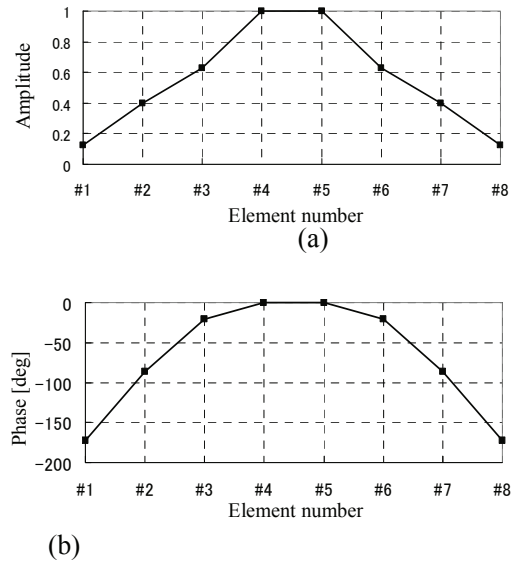 1
0.8
0.6
0.4
0.2
0
Amplitude
#1 #2 #3 #4 #5 #6 #7 #8
Element number
(a)
0
-50
-100
-150
-200
Phase [deg]
#1 #2 #3 #4 #5 #6 #7 #8
Element number
(b)